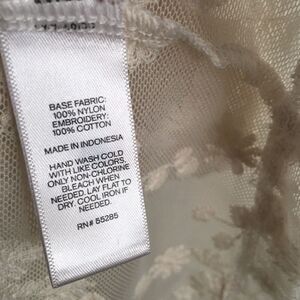 BASE FABRIC:
100% NYLON
EMBROIDERY:
100% COTTON
MADE IN INDONESIA
HAND WASH COLD
WITH LIKE COLORS,
ONLY NON-CHLORINE
BLEACH WHEN
NEEDED. LAY FLAT TO
DRY. COOL IRON IF
NEEDED.
RN# 55285